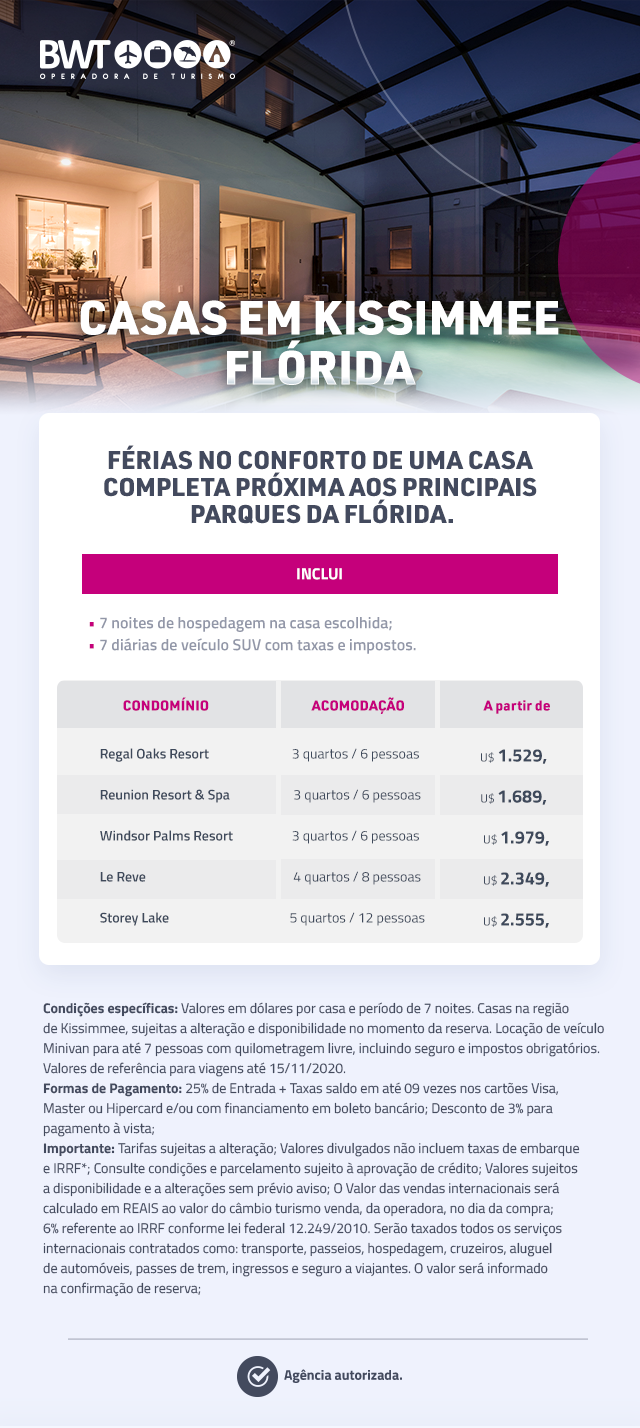 BWT
OPERADORA DE TURISMO
CASAS EM KISSIMMEE
FLÓRIDA
FÉRIAS NO CONFORTO DE UMA CASA
COMPLETA PRÓXIMA AOS PRINCIPAIS
PARQUES DA FLÓRIDA.
INCLUI
▪ 7 noites de hospedagem na casa escolhida;
▪ 7 diárias de veículo SUV com taxas e impostos.
CONDOMÍNIO ACOMODAÇÃO A partir de
Regal Oaks Resort 3 quartos / 6 pessoas U$ 1.529,
Reunion Resort & Spa 3 quartos / 6 pessoas U$ 1.689,
Windsor Palms Resort 3 quartos / 6 pessoas U$ 1.979,
Le Reve 4 quartos / 8 pessoas U$ 2.349,
Storey Lake 5 quartos / 12 pessoas U$ 2.555,
Condições específicas: Valores em dólares por casa e período de 7 noites. Casas na região
de Kissimmee, sujeitas a alteração e disponibilidade no momento da reserva. Locação de veículo
Minivan para até 7 pessoas com quilometragem livre, incluindo seguro e impostos obrigatórios.
Valores de referência para viagens até 15/11/2020.
Formas de Pagamento: 25% de Entrada + Taxas saldo em até 09 vezes nos cartões Visa,
Master ou Hipercard e/ou com financiamento em boleto bancário; Desconto de 3% para
pagamento à vista;
Importante: Tarifas sujeitas a alteração; Valores divulgados não incluem taxas de embarque
e IRRF*; Consulte condições e parcelamento sujeito à aprovação de crédito; Valores sujeitos
a disponibilidade e a alterações sem prévio aviso; O Valor das vendas internacionais será
calculado em REAIS ao valor do câmbio turismo venda, da operadora, no dia da compra;
6% referente ao IRRF conforme lei federal 12.249/2010. Serão taxados todos os serviços
internacionais contratados como: transporte, passeios, hospedagem, cruzeiros, aluguel
de automóveis, passes de trem, ingressos e seguro a viajantes. O valor será informado
na confirmação de reserva;
Agência autorizada.